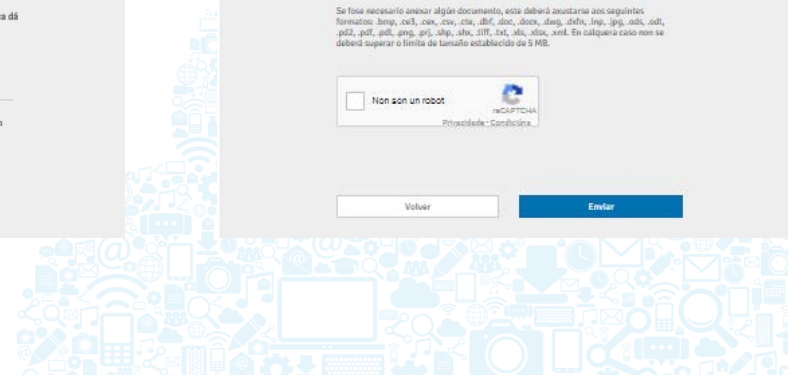 a dá
Se fose necesario anexar algún documento, este deberá axustarse aos seguintes
formatos: .bmp, .ce3, .cex, .csv, .cte, .dbf, .doc, .docx, .dwg, .dxfn, .inp, .jpg, .ods, .odt,
.pd2, .pdf, .pdl, .png, .prj, .shp, .shx, .tiff, .txt, .xls, .xlsx, .xml. En calquera caso non se
deberá superar o límite de tamaño establecido de 5 MB.
Non son un robot
reCAPTCHA
Privacidade - Condicións
Volver
Enviar